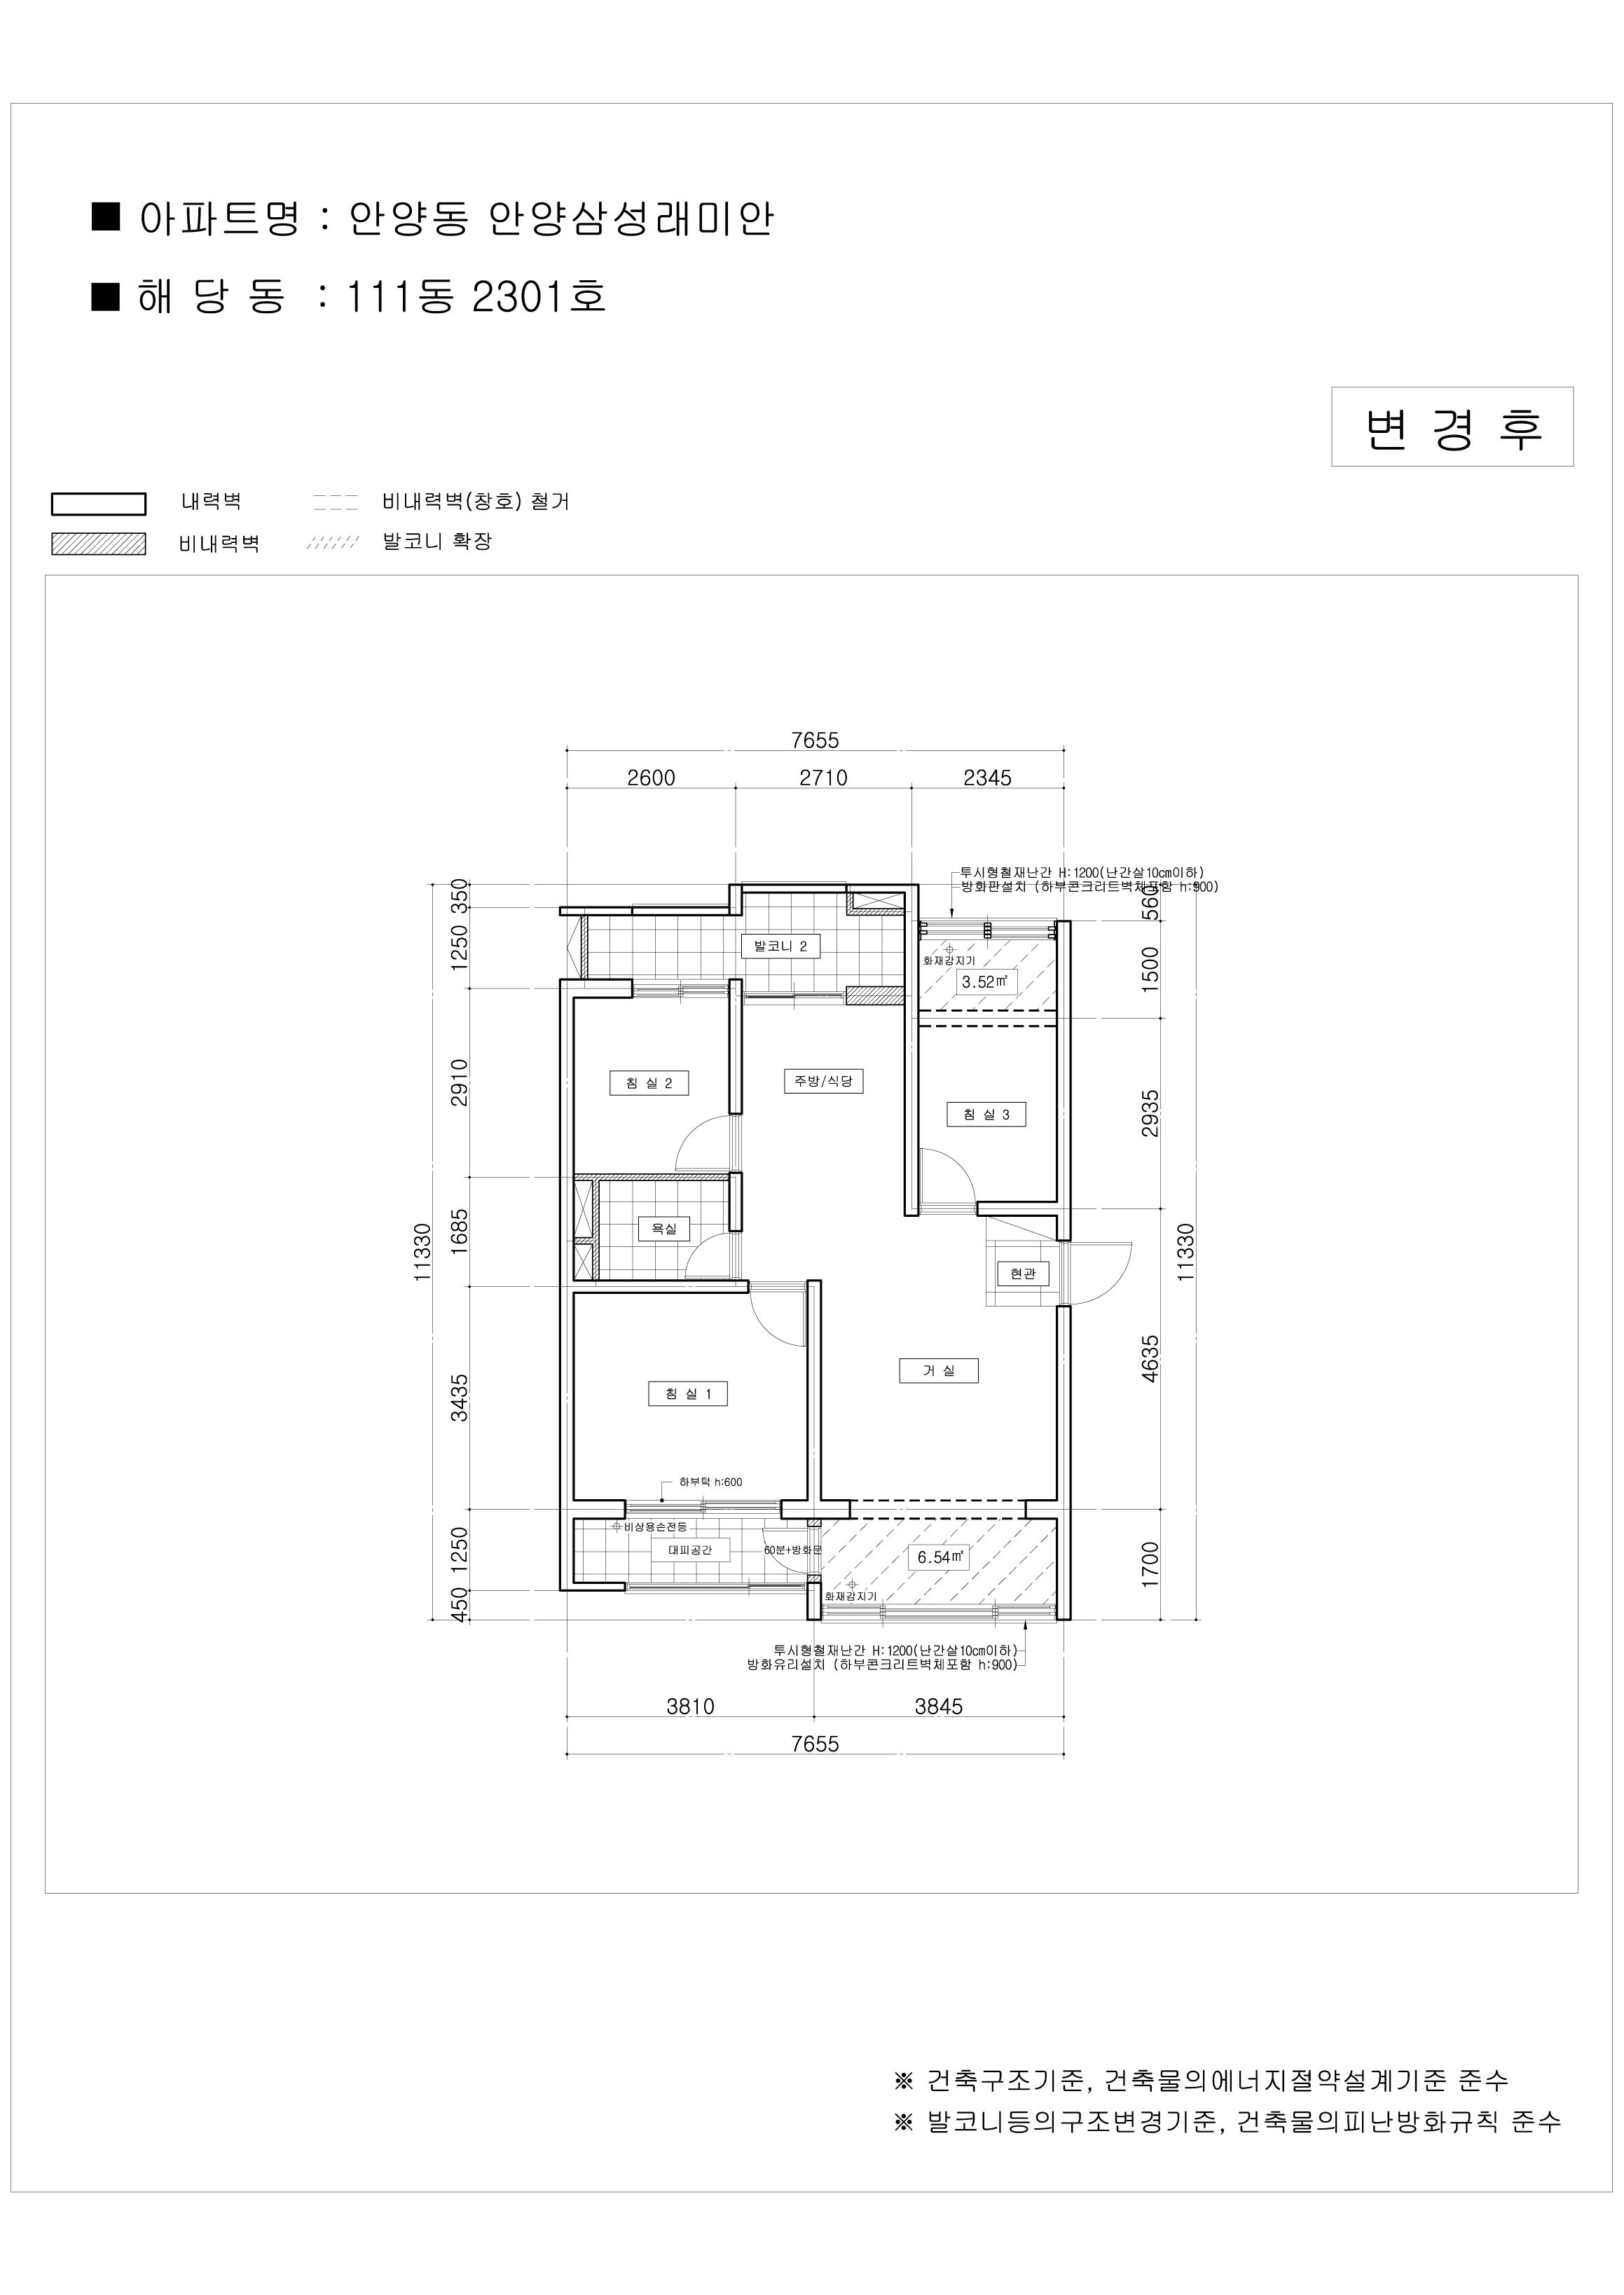 ■ 아파트명 : 안양동 안양삼성래미안
■ 해 당 동 : 111동 2301호
변 경 후
내력벽
비내력벽(창호) 철거
비내력벽
발코니 확장
7655
2600
2710
2345
투시형철재난간 H:1200(난간살10㎝이하)
방화판설치 (하부콘크리트벽체포함 h:900)
350
560
1250
발코니 2
화재감지기
3.52㎡
1500
2910
침 실 2
주방/식당
침 실 3
2935
11330
1685
욕실
현관
11330
3435
침 실 1
거 실
4635
하부턱 h:600
비상용손전등
1250
대피공간
60분+방화문
6.54㎡
1700
화재감지기
450
투시형철재난간 H:1200(난간살10㎝이하)
방화유리설치 (하부콘크리트벽체포함 h:900)
3810
3845
7655
※ 건축구조기준, 건축물의에너지절약설계기준 준수
※ 발코니등의구조변경기준, 건축물의피난방화규칙 준수